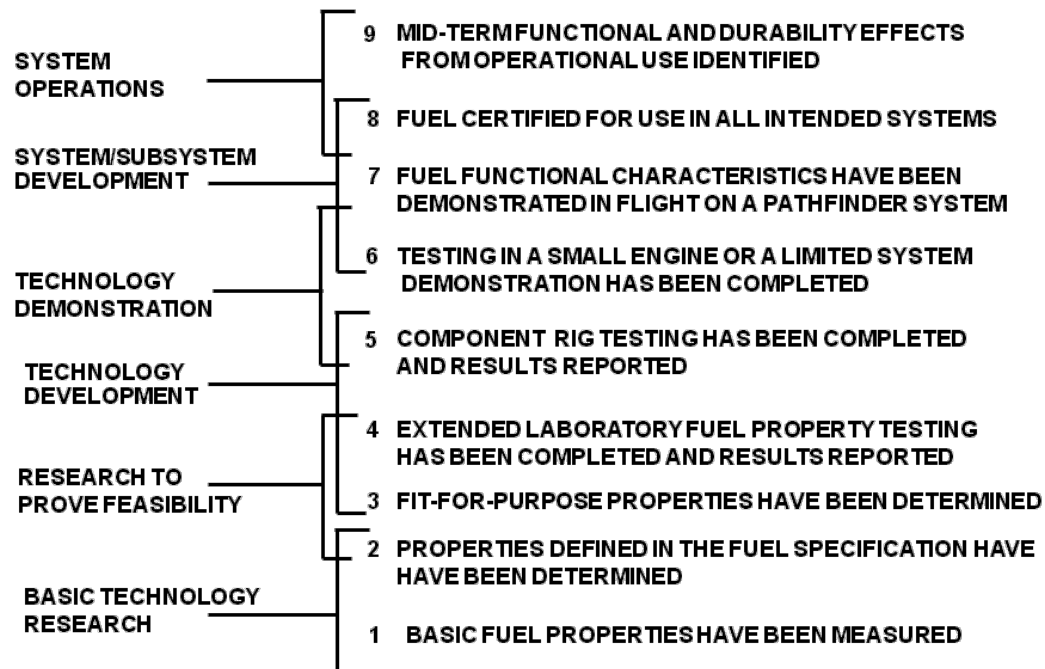 SYSTEM
OPERATIONS
SYSTEM/SUBSYSTEM
DEVELOPMENT
TECHNOLOGY
DEMONSTRATION
TECHNOLOGY
DEVELOPMENT
RESEARCH TO
PROVE FEASIBILITY
BASIC TECHNOLOGY
RESEARCH
9 MID-TERM FUNCTIONAL AND DURABILITY EFFECTS
FROM OPERATIONAL USE IDENTIFIED
8 FUEL CERTIFIED FOR USE IN ALL INTENDED SYSTEMS
7 FUEL FUNCTIONAL CHARACTERISTICS HAVE BEEN
DEMONSTRATED IN FLIGHT ON A PATHFINDER SYSTEM
6 TESTING IN A SMALL ENGINE OR A LIMITED SYSTEM
DEMONSTRATION HAS BEEN COMPLETED
5 COMPONENT RIG TESTING HAS BEEN COMPLETED
AND RESULTS REPORTED
4 EXTENDED LABORATORY FUEL PROPERTY TESTING
HAS BEEN COMPLETED AND RESULTS REPORTED
3 FIT-FOR-PURPOSE PROPERTIES HAVE BEEN DETERMINED
2 PROPERTIES DEFINED IN THE FUEL SPECIFICATION HAVE
HAVE BEEN DETERMINED
1 BASIC FUEL PROPERTIES HAVE BEEN MEASURED